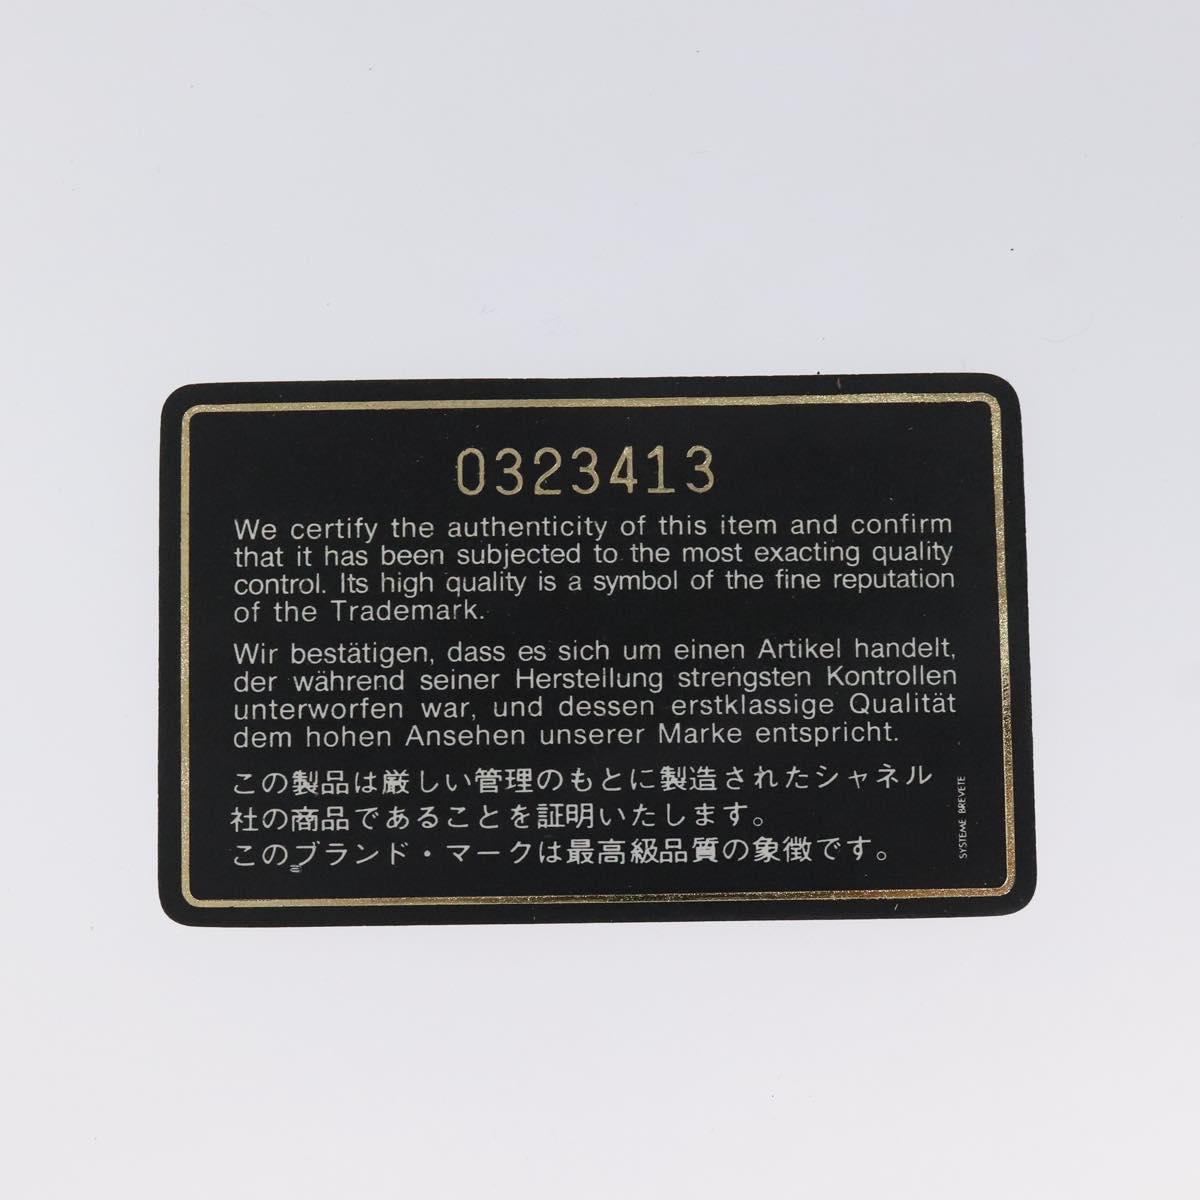 0323413
We certify the authenticity of this item and confirm
that it has been subjected to the most exacting quality
control. Its high quality is a symbol of the fine reputation
of the Trademark.
Wir bestätigen, dass es sich um einen Artikel handelt,
der während seiner Herstellung strengsten Kontrollen
unterworfen war, und dessen erstklassige Qualität
dem hohen Ansehen unserer Marke entspricht.
この製品は厳しい管理のもとに製造されたシャネル
社の商品であることを証明いたします。
このブランド・マークは最高級品質の象徴です。
SYSTEME BREVETE